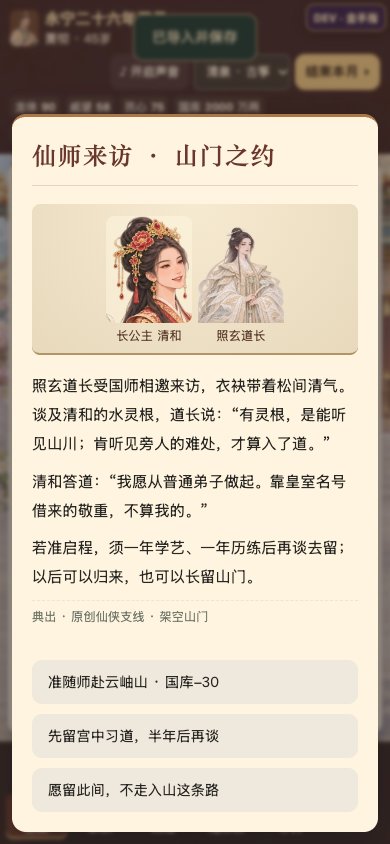 永宁二十六年
已导入并保存
DEV · 金手指
45岁
开启声室
结束本月
仙师来访 · 山门之约
长公主 清和
照玄道长
照玄道长受国师相邀来访，衣袂带着松间清气。
谈及清和的水灵根，道长说：“有灵根，是能听
见山川；肯听见旁人的难处，才算入了道。”
清和答道：“我愿从普通弟子做起。靠皇室名号
借来的敬重，不算我的。”
若准启程，须一年学艺、一年历练后再谈去留；
以后可以归来，也可以长留山门。
典出 · 原创仙侠支线 · 架空山门
准随师赴云岫山 · 国库−30
先留宫中习道，半年后再谈
愿留此间，不走入山这条路